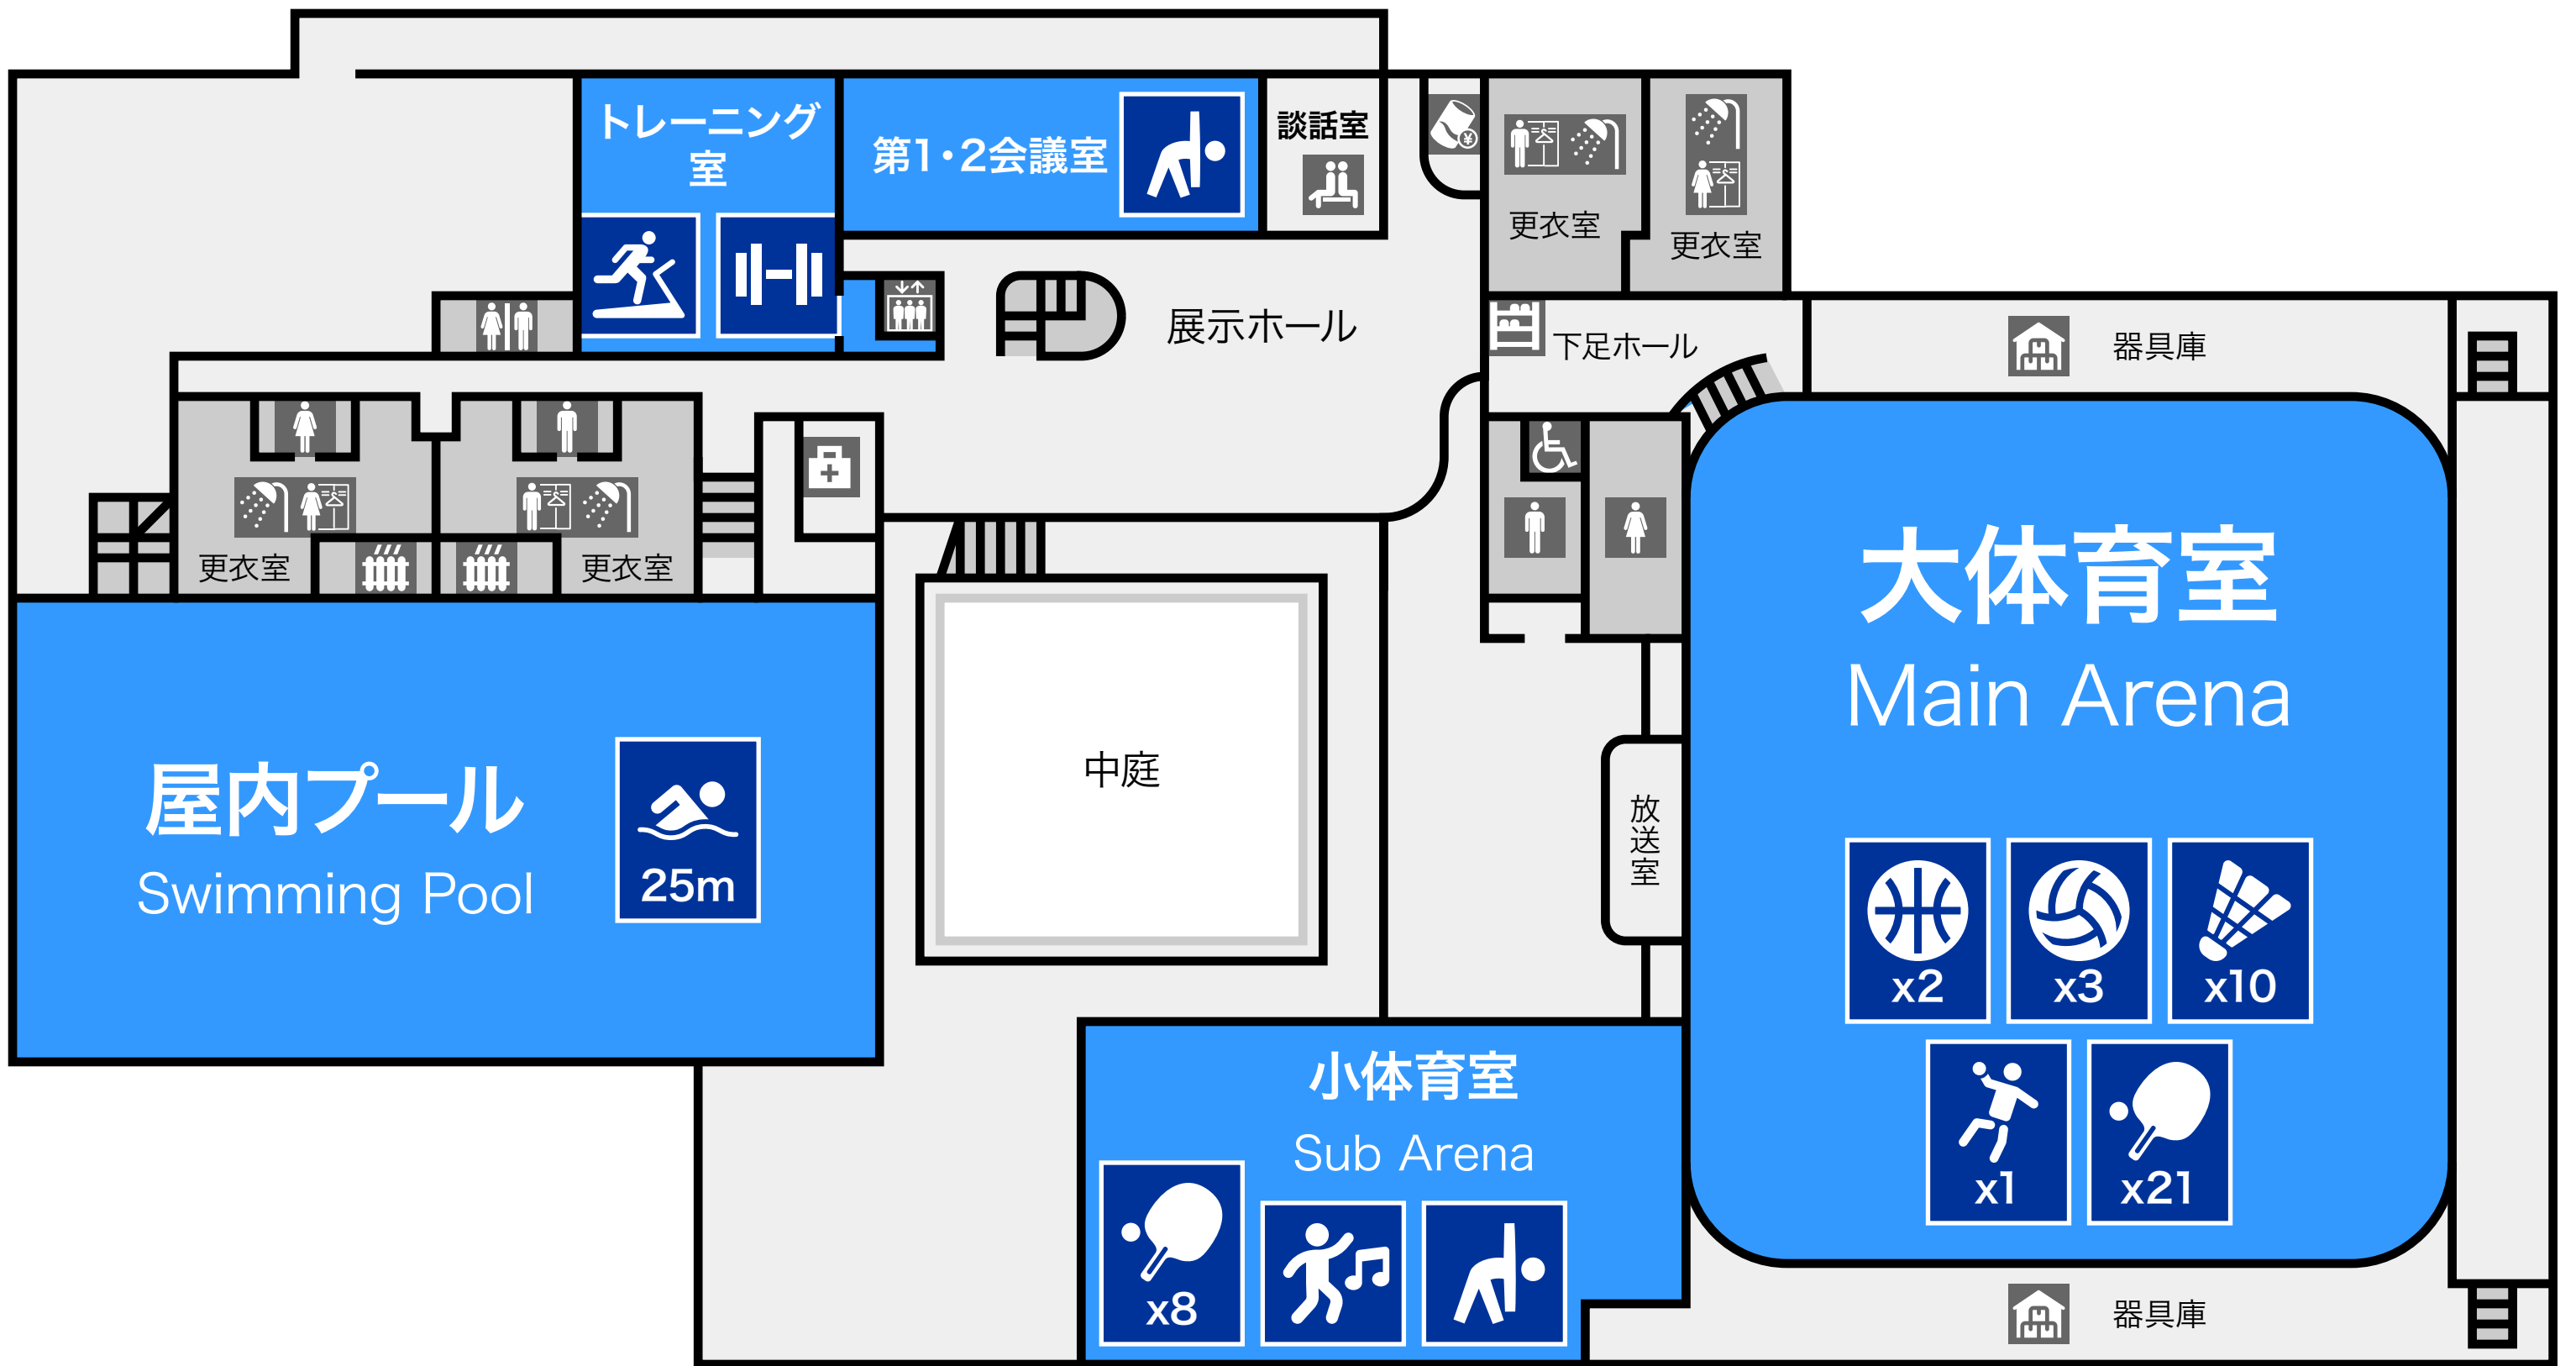 トレーニング
室
第1・2会議室
談話室
¥
更衣室
更衣室
展示ホール
下足ホール
器具庫
更衣室
更衣室
大体育室
Main Arena
屋内プール
Swimming Pool
25m
中庭
放送室
x2
x3
x10
x1
x21
小体育室
Sub Arena
x8
器具庫